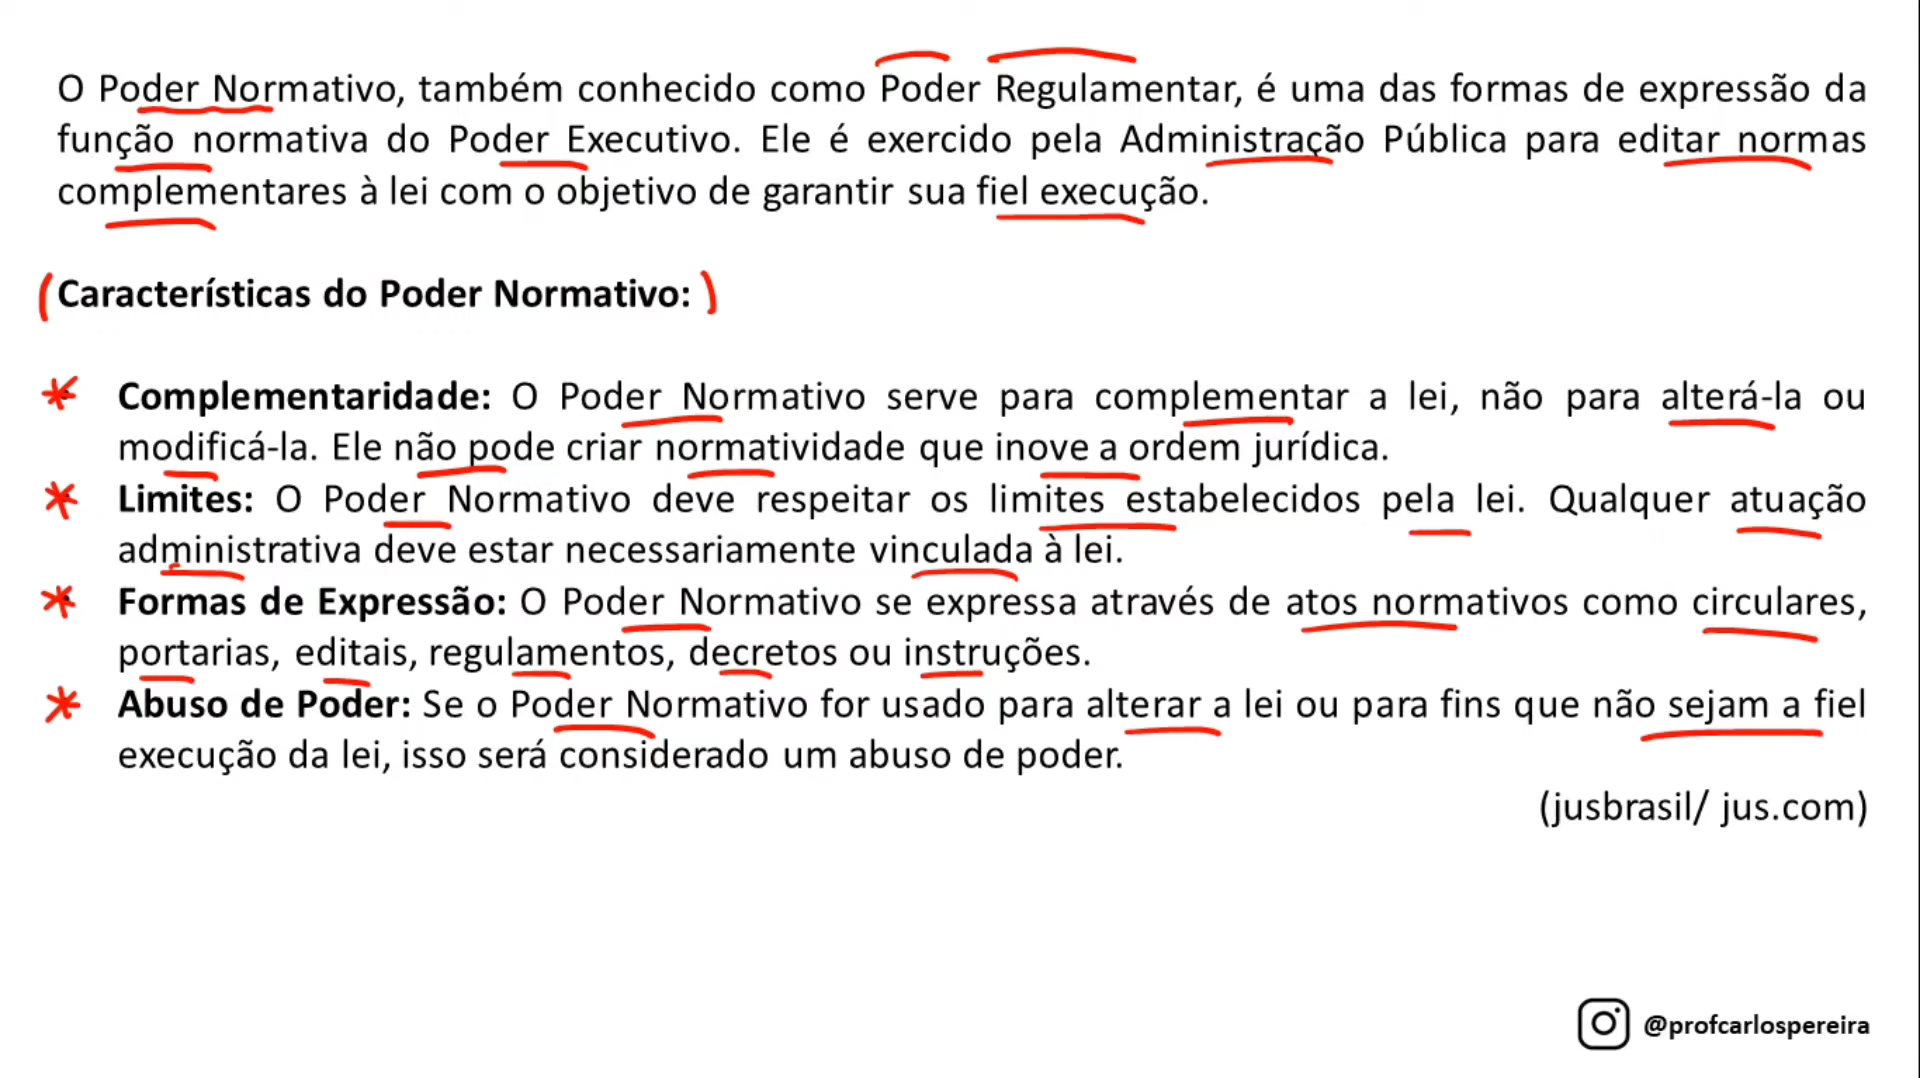 O Poder Normativo, também conhecido como Poder Regulamentar, é uma das formas de expressão da
função normativa do Poder Executivo. Ele é exercido pela Administração Pública para editar normas
complementares à lei com o objetivo de garantir sua fiel execução.
(Características do Poder Normativo:)
Complementaridade: O Poder Normativo serve para complementar a lei, não para alterá-la ou
modificá-la. Ele não pode criar normatividade que inove a ordem jurídica.
Limites: O Poder Normativo deve respeitar os limites estabelecidos pela lei. Qualquer atuação
administrativa deve estar necessariamente vinculada à lei.
Formas de Expressão: O Poder Normativo se expressa através de atos normativos como circulares,
portarias, editais, regulamentos, decretos ou instruções.
Abuso de Poder: Se o Poder Normativo for usado para alterar a lei ou para fins que não sejam a fiel
execução da lei, isso será considerado um abuso de poder.
(jusbrasil/ jus.com)
@profcarlospereira